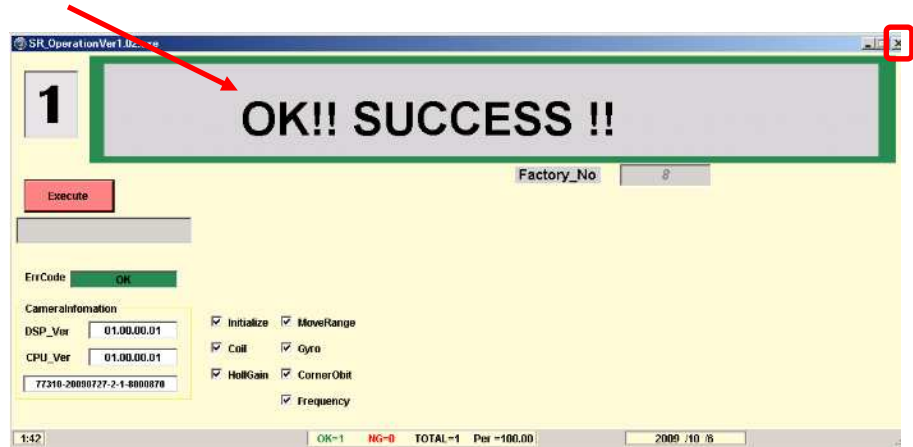 SR_OperationVer1.02.exe
1
OK!! SUCCESS !!
Factory_No 8
Execute
ErrCode OK
CameraInfomation
DSP_Ver 01.00.00.01
CPU_Ver 01.00.00.01
77310-20090727-2-1-8000870
Initialize MoveRange
Coil Gyro
HollGain CornerObit
Frequency
1:42 OK=1 NG=0 TOTAL=1 Per =100.00 2009 /10 /6